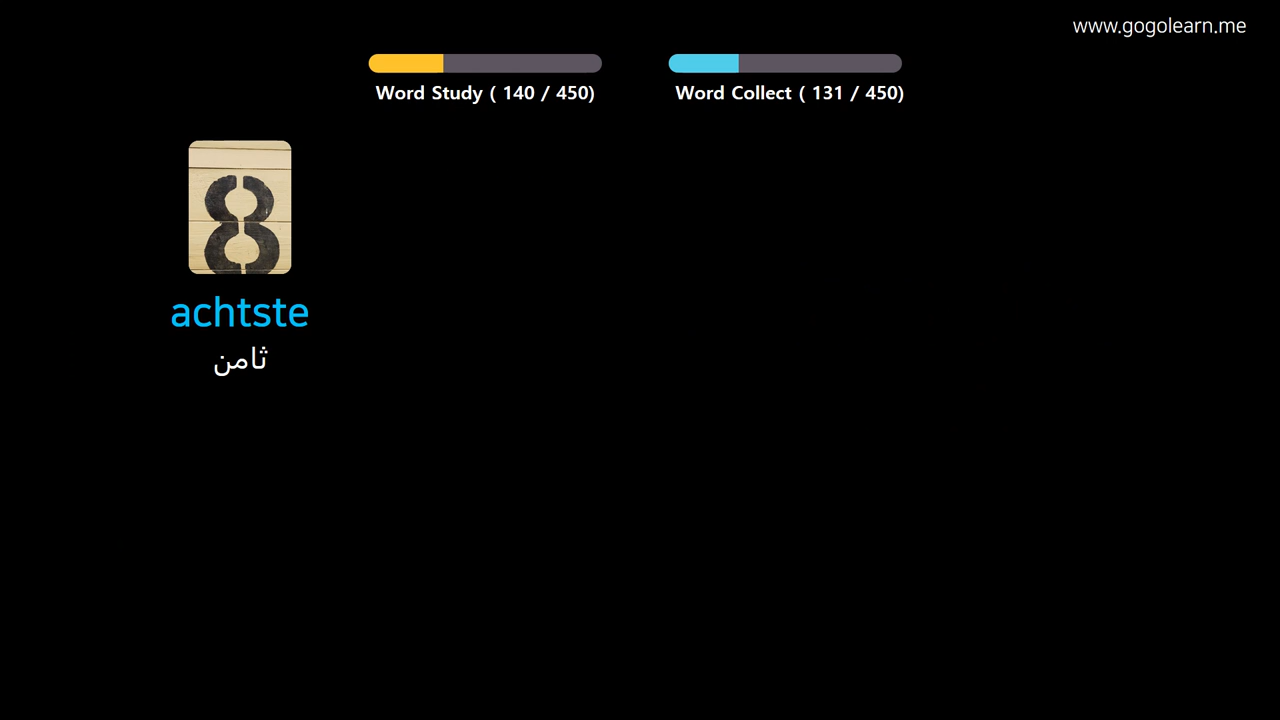 www.gogolearn.me
Word Study ( 140 / 450)
Word Collect ( 131 / 450)
8
achtste
ثامن